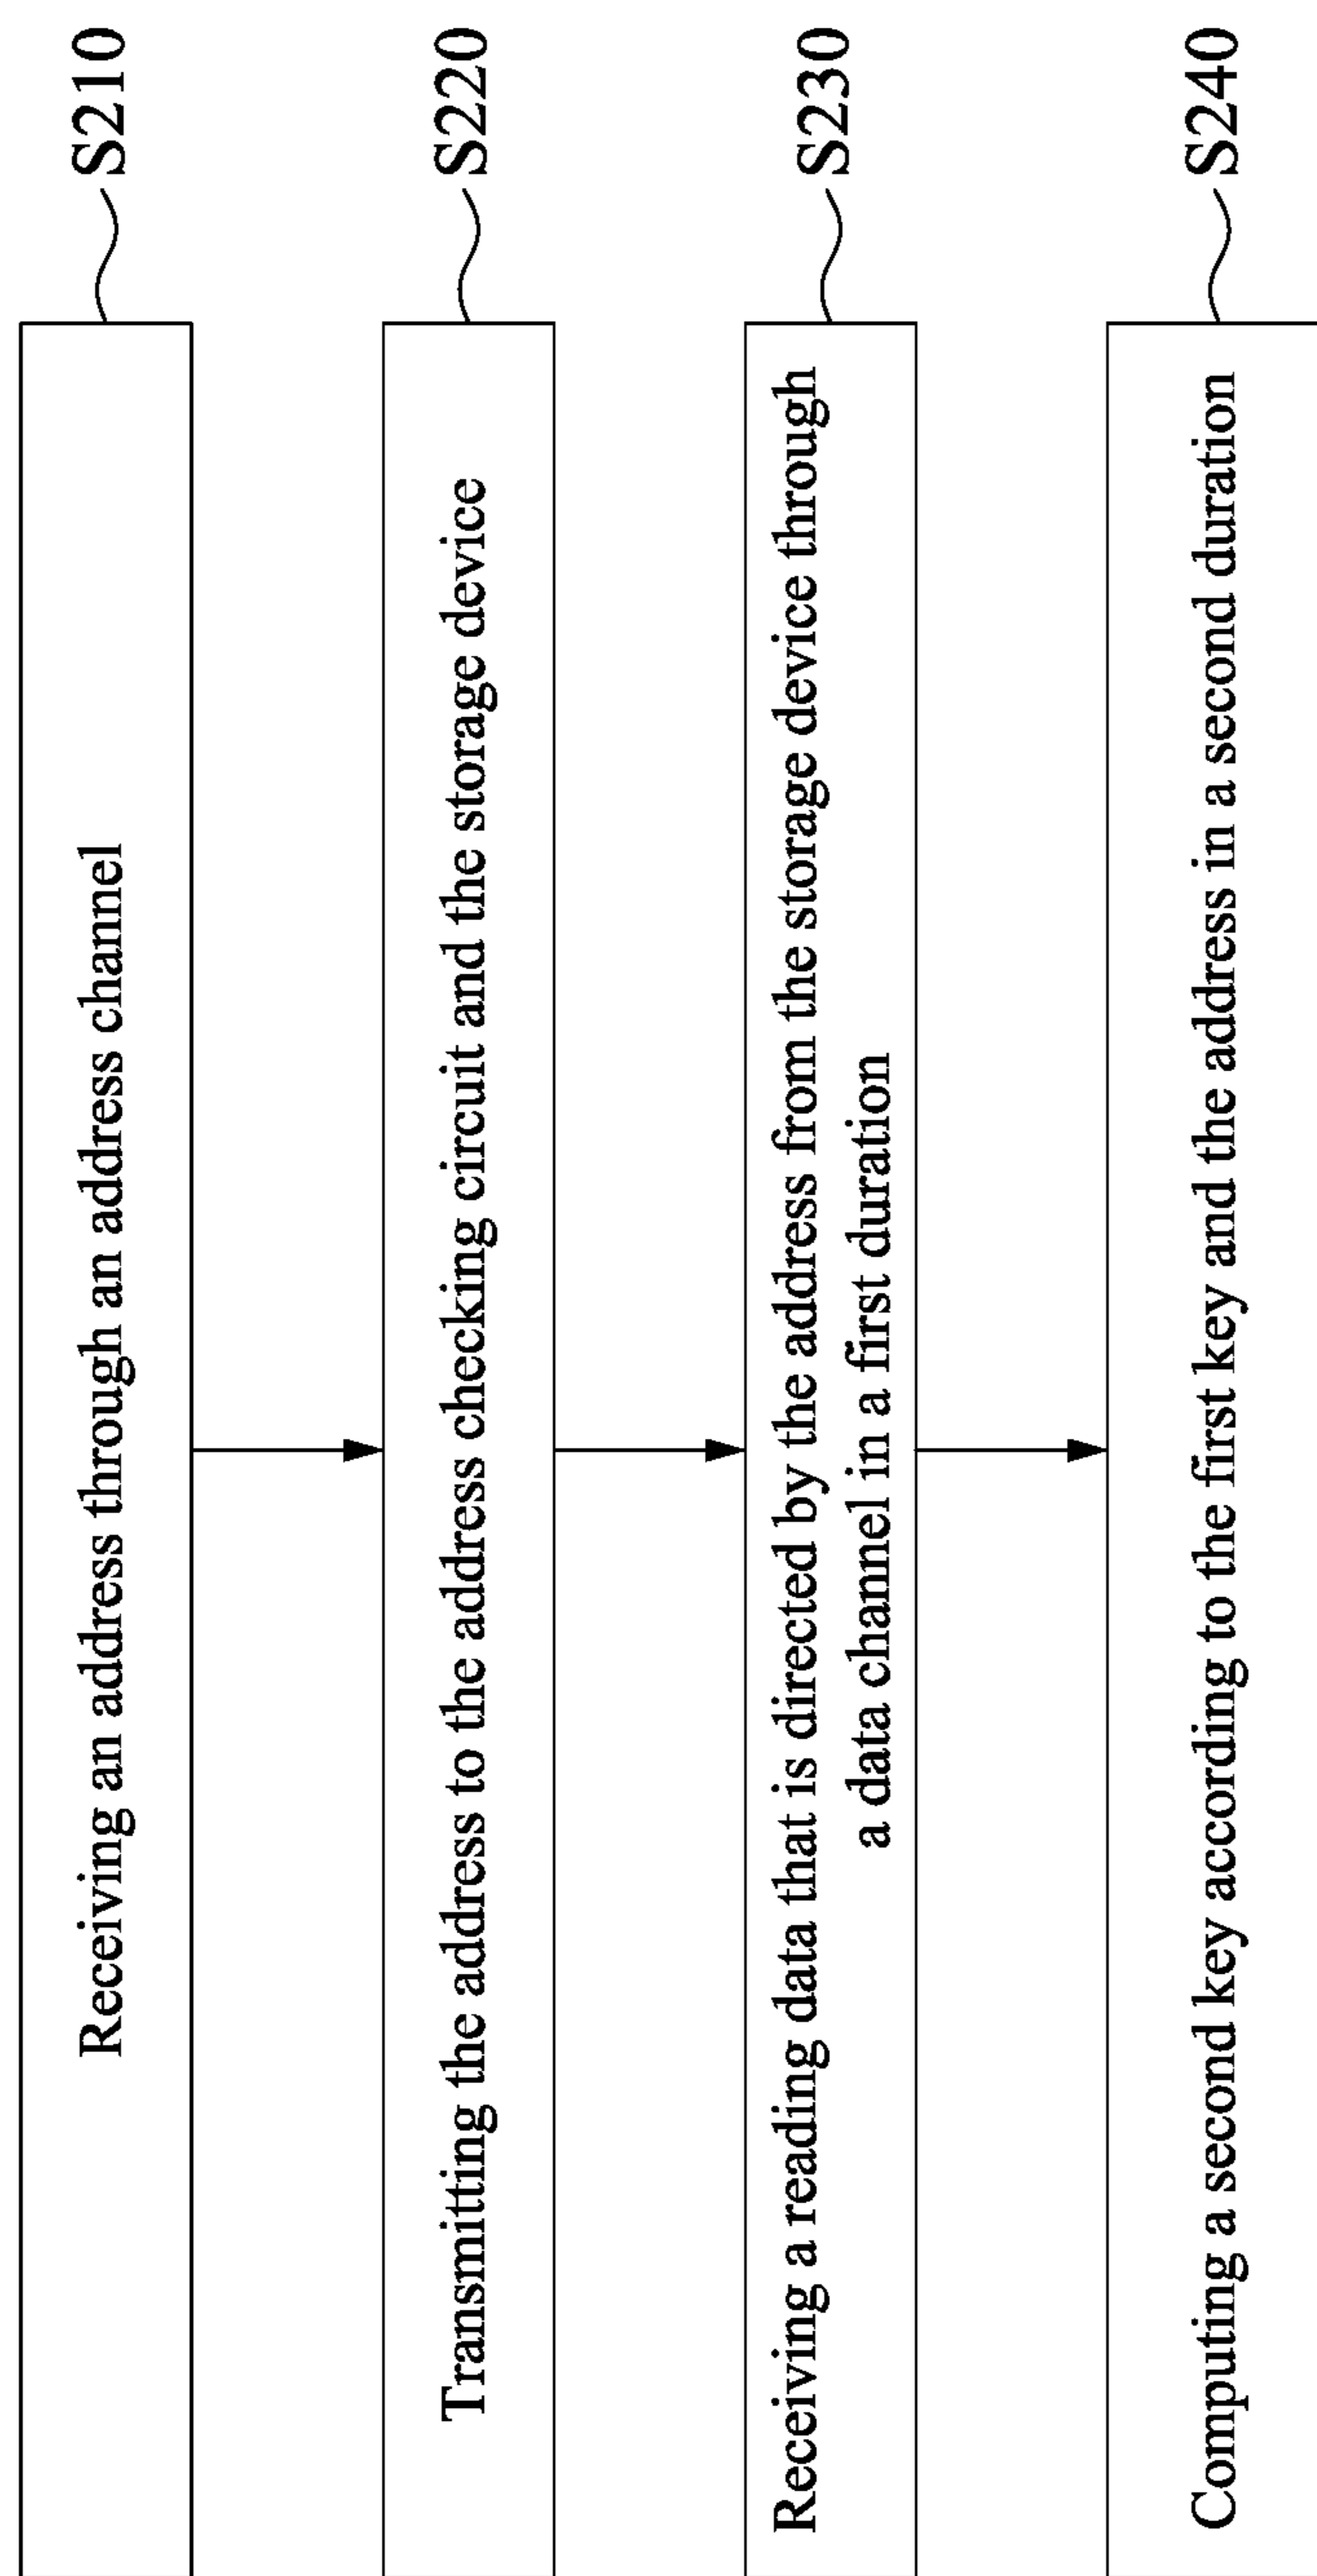 Receiving an address through an address channel
S210
Transmitting the address to the address checking circuit and the storage device
S220
Receiving a reading data that is directed by the address from the storage device through
a data channel in a first duration
S230
Computing a second key according to the first key and the address in a second duration
S240